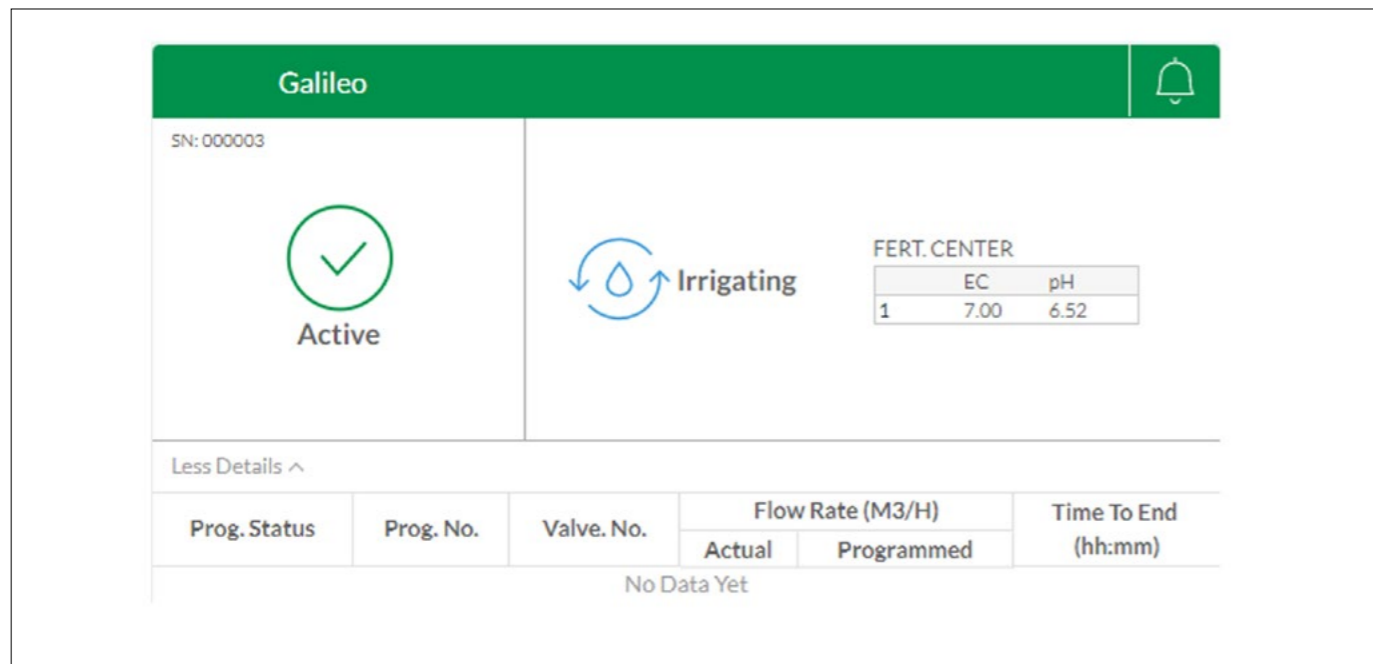 Galileo
SN: 000003
Active
Irrigating
FERT. CENTER
EC pH
1 7.00 6.52
Less Details
Prog. Status Prog. No. Valve. No. Flow Rate (M3/H) Time To End (hh:mm)
Actual Programmed
No Data Yet